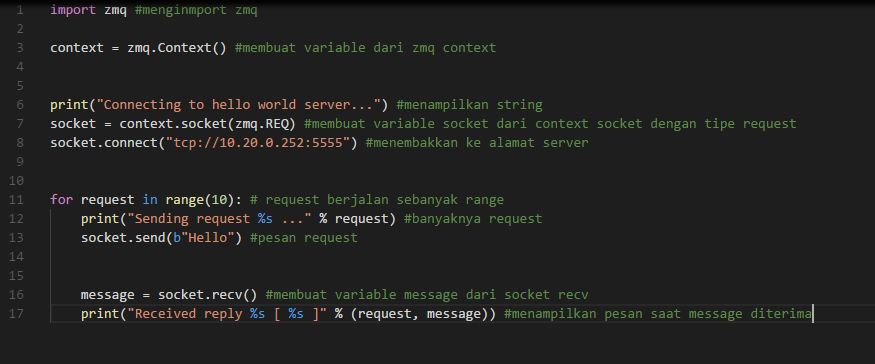 1 import zmq #menginmport zmq
2
3 context = zmq.Context() #membuat variable dari zmq context
4
5
6 print("Connecting to hello world server...") #menampilkan string
7 socket = context.socket(zmq.REQ) #membuat variable socket dari context socket dengan tipe request
8 socket.connect("tcp://10.20.0.252:5555") #menembakkan ke alamat server
9
10
11 for request in range(10): # request berjalan sebanyak range
12     print("Sending request %s ..." % request) #banyaknya request
13     socket.send(b"Hello") #pesan request
14
15
16     message = socket.recv() #membuat variable message dari socket recv
17     print("Received reply %s [ %s ]" % (request, message)) #menampilkan pesan saat message diterima